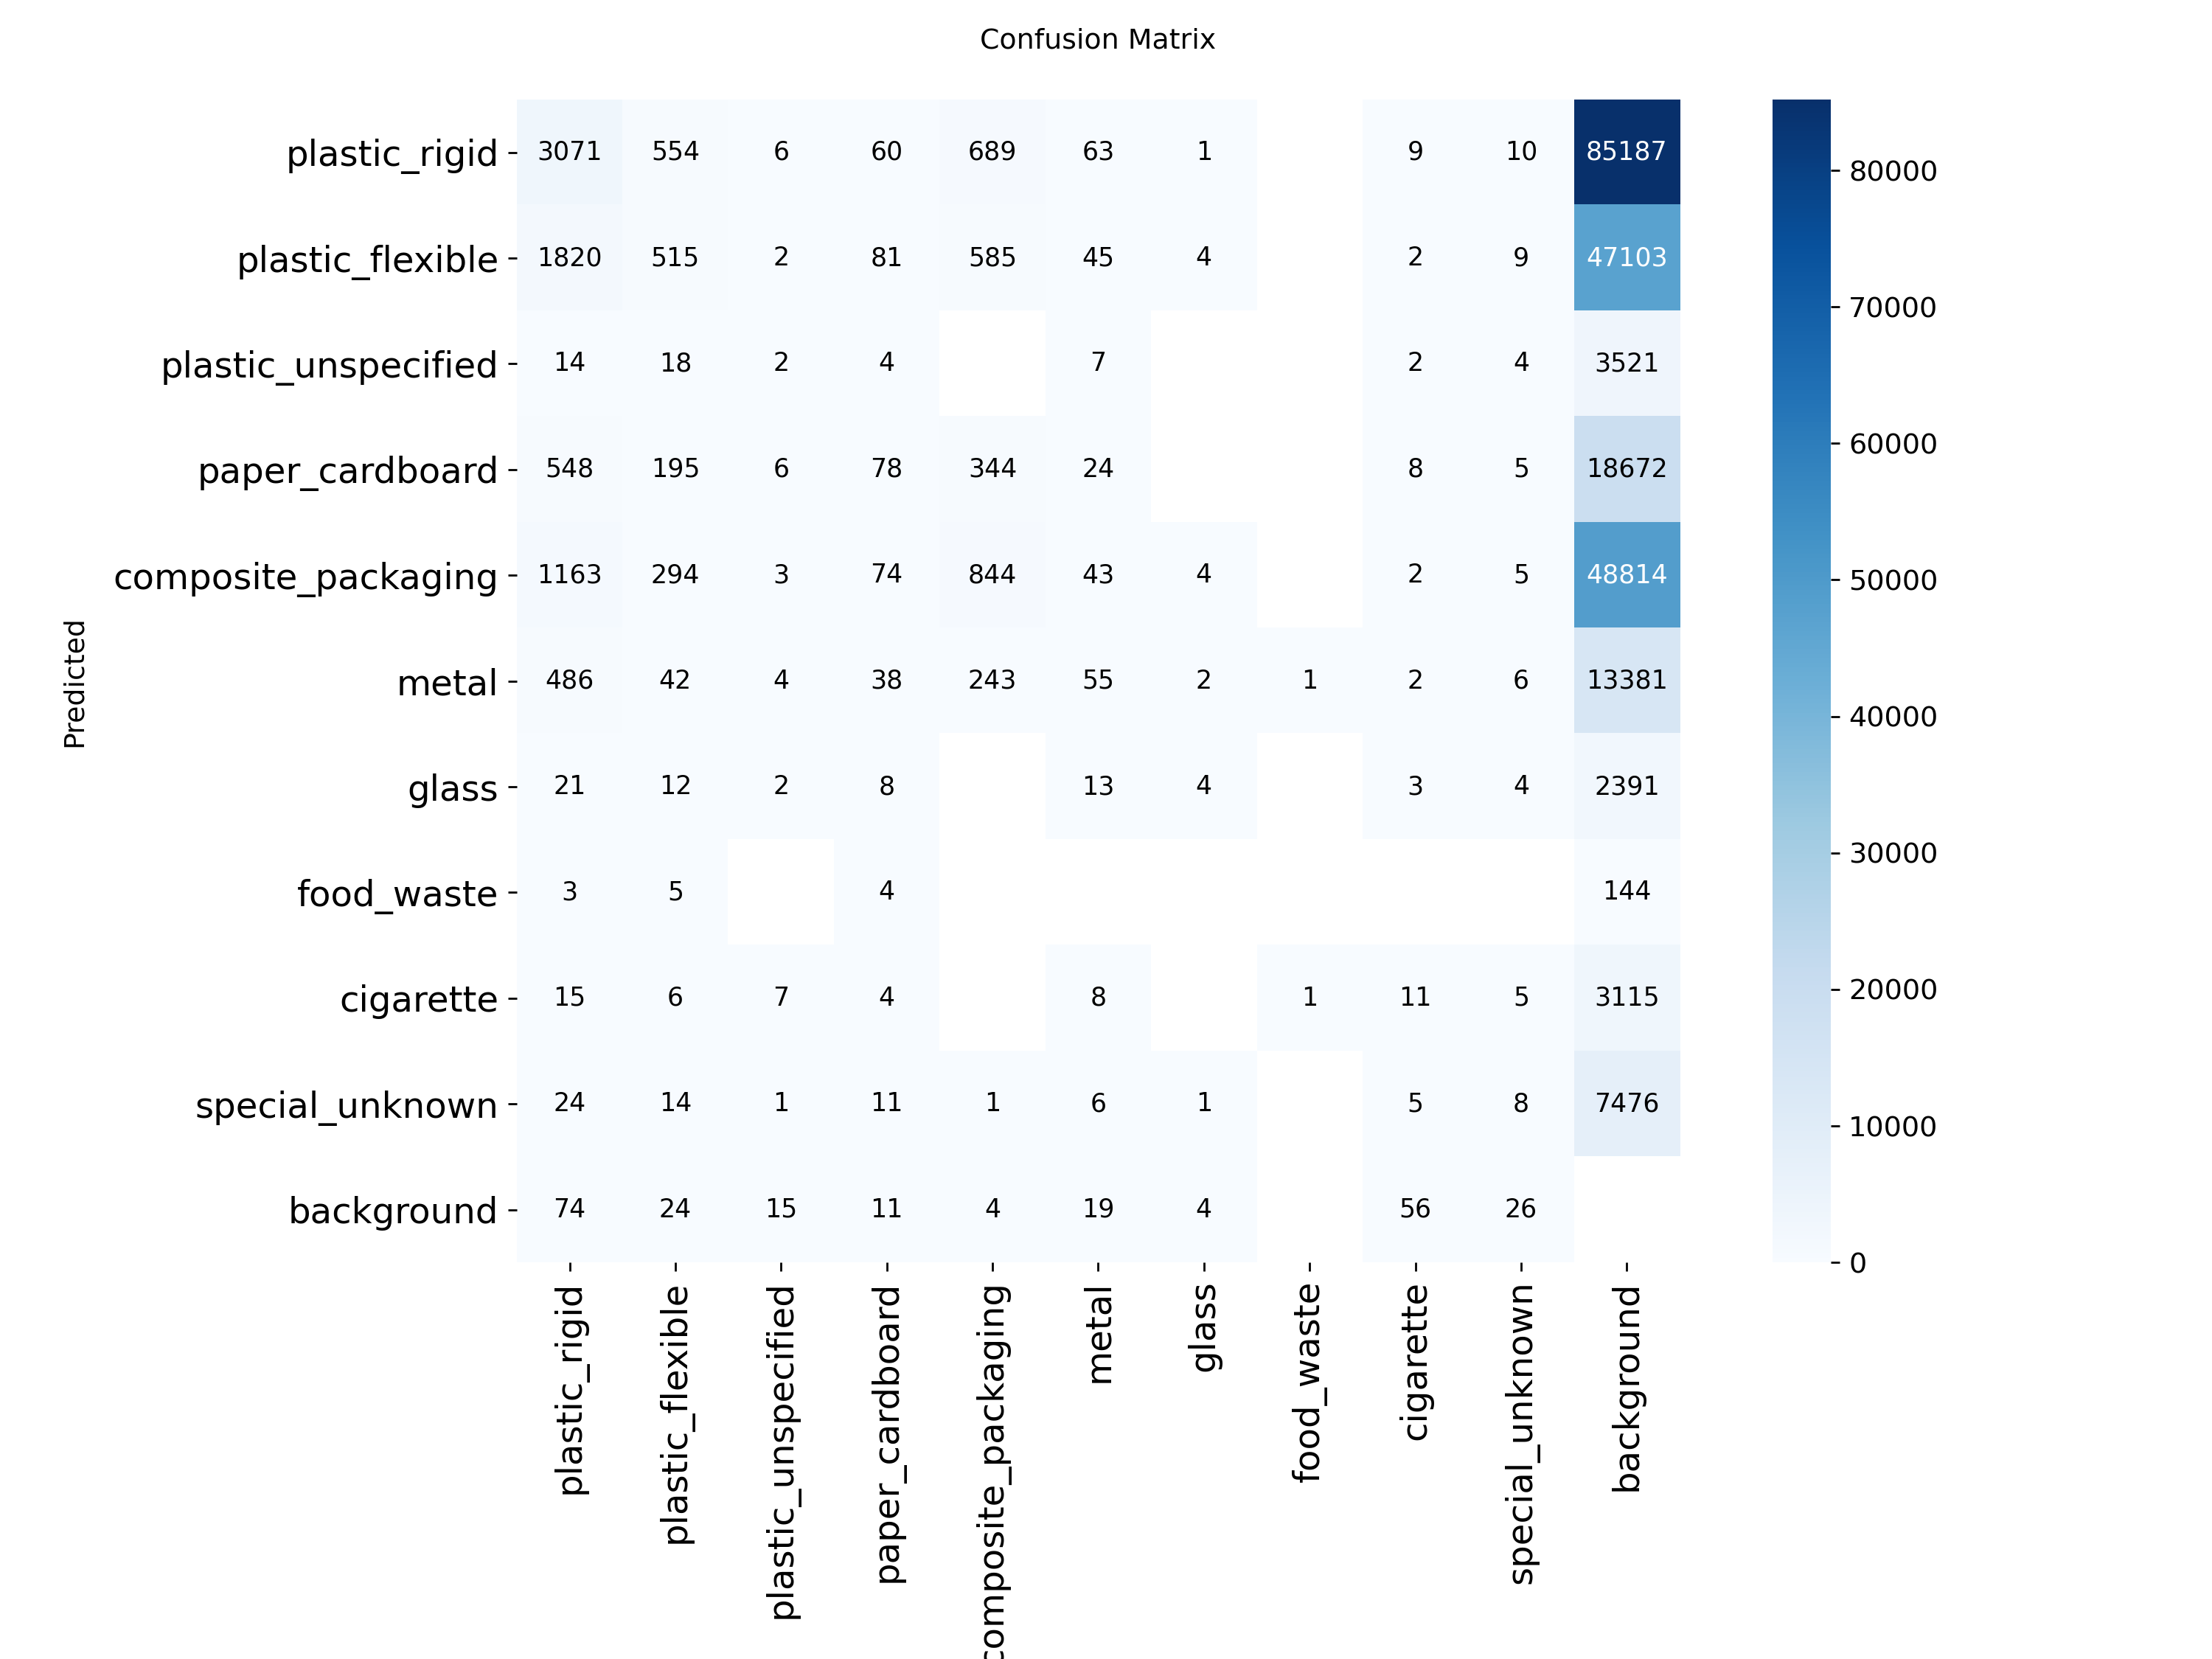 Confusion Matrix
plastic_rigid 3071 554 6 60 689 63 1 9 10 85187
plastic_flexible 1820 515 2 81 585 45 4 2 9 47103
plastic_unspecified 14 18 2 4 7 2 4 3521
paper_cardboard 548 195 6 78 344 24 8 5 18672
composite_packaging 1163 294 3 74 844 43 4 2 5 48814
metal 486 42 4 38 243 55 2 1 2 6 13381
glass 21 12 2 8 13 4 3 4 2391
food_waste 3 5 4 144
cigarette 15 6 7 4 8 1 11 5 3115
special_unknown 24 14 1 11 1 6 1 5 8 7476
background 74 24 15 11 4 19 4 56 26
Predicted
plastic_rigid
plastic_flexible
plastic_unspecified
paper_cardboard
composite_packaging
metal
glass
food_waste
cigarette
special_unknown
background
80000
70000
60000
50000
40000
30000
20000
10000
0